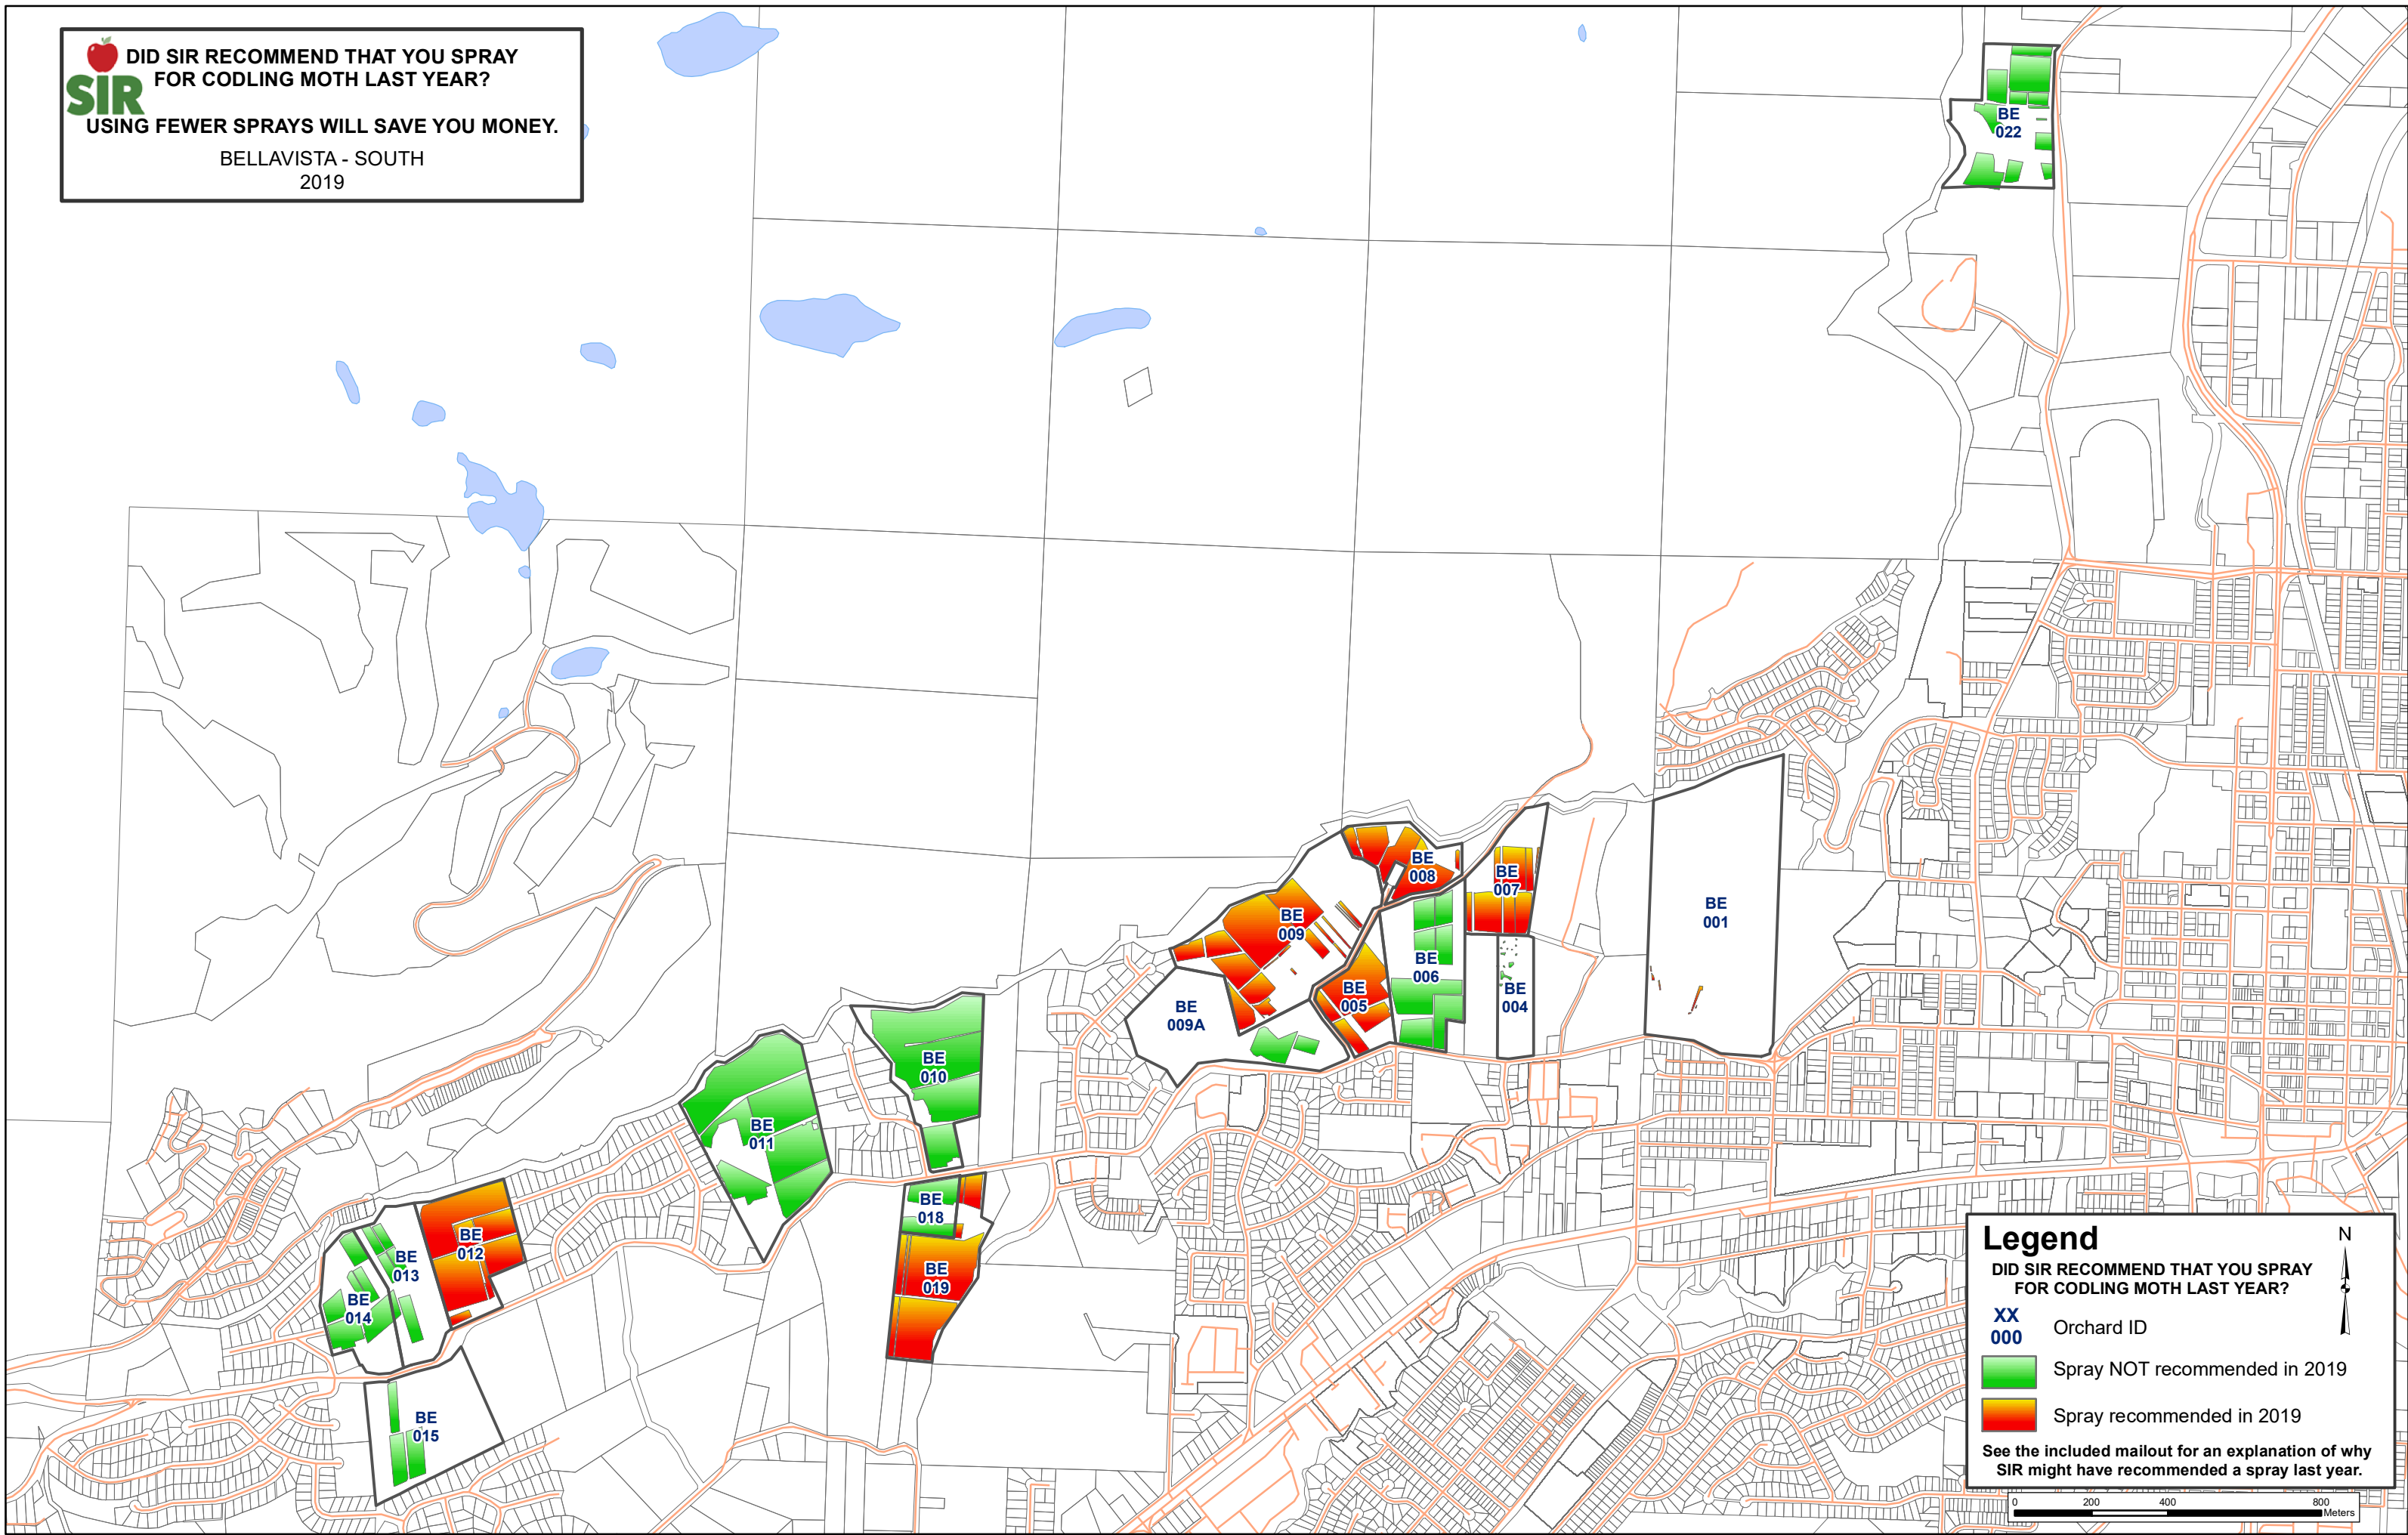 SIR
DID SIR RECOMMEND THAT YOU SPRAY
FOR CODLING MOTH LAST YEAR?
USING FEWER SPRAYS WILL SAVE YOU MONEY.
BELLAVISTA - SOUTH
2019
BE
022
BE
008
BE
007
BE
009
BE
001
BE
006
BE
005
BE
004
BE
009A
BE
010
BE
011
BE
018
BE
012
BE
013
BE
019
BE
014
BE
015
Legend
N
DID SIR RECOMMEND THAT YOU SPRAY
FOR CODLING MOTH LAST YEAR?
XX
000
Orchard ID
Spray NOT recommended in 2019
Spray recommended in 2019
See the included mailout for an explanation of why
SIR might have recommended a spray last year.
0 200 400 800
Meters